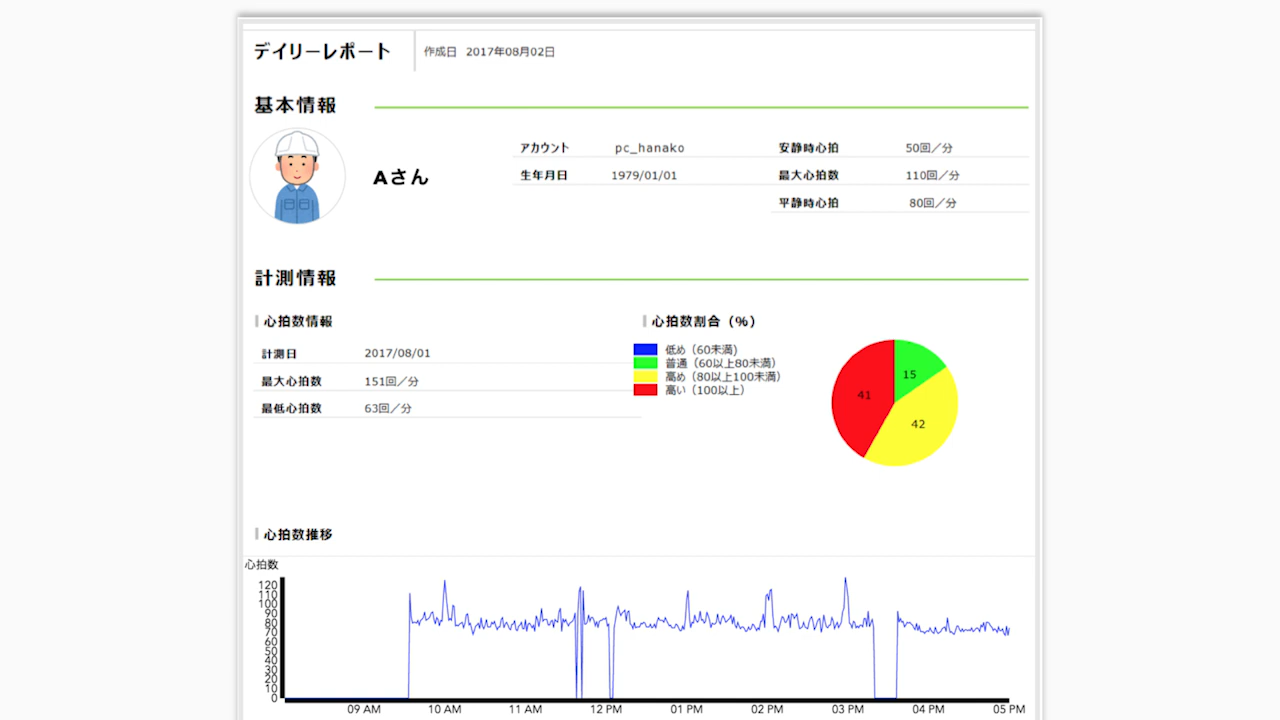 デイリーレポート 作成日 2017年08月02日
基本情報
Aさん
アカウント pc_hanako 安静時心拍 50回／分
生年月日 1979/01/01 最大心拍数 110回／分
平静時心拍 80回／分
計測情報
心拍数情報
計測日 2017/08/01
最大心拍数 151回／分
最低心拍数 63回／分
心拍数割合（%）
低め（60未満）
普通（60以上80未満）
高め（80以上100未満）
高い（100以上）
15
41
42
心拍数推移
心拍数
120
110
100
90
80
70
60
50
40
30
20
10
0
09 AM 10 AM 11 AM 12 PM 01 PM 02 PM 03 PM 04 PM 05 PM